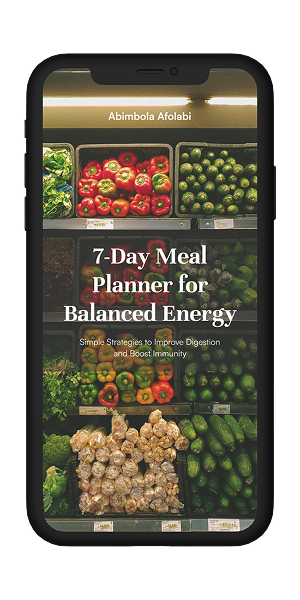 Abimbola Afolabi
7-Day Meal
Planner for
Balanced Energy
Simple Strategies to Improve Digestion
and Boost Immunity